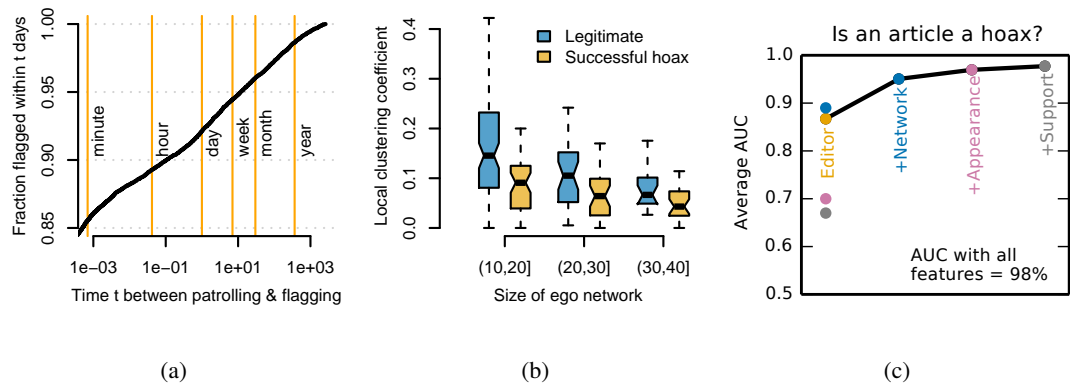 Fraction flagged within t days
1.00
0.95
0.90
0.85
minute
hour
day
week
month
year
1e−03
1e−01
1e+01
1e+03
Time t between patrolling & flagging
(a)
Local clustering coefficient
0.4
0.3
0.2
0.1
0.0
Legitimate
Successful hoax
(10,20]
(20,30]
(30,40]
Size of ego network
(b)
Is an article a hoax?
Average AUC
1.0
0.9
0.8
0.7
0.6
0.5
Editor
+Network
+Appearance
+Support
AUC with all
features = 98%
(c)